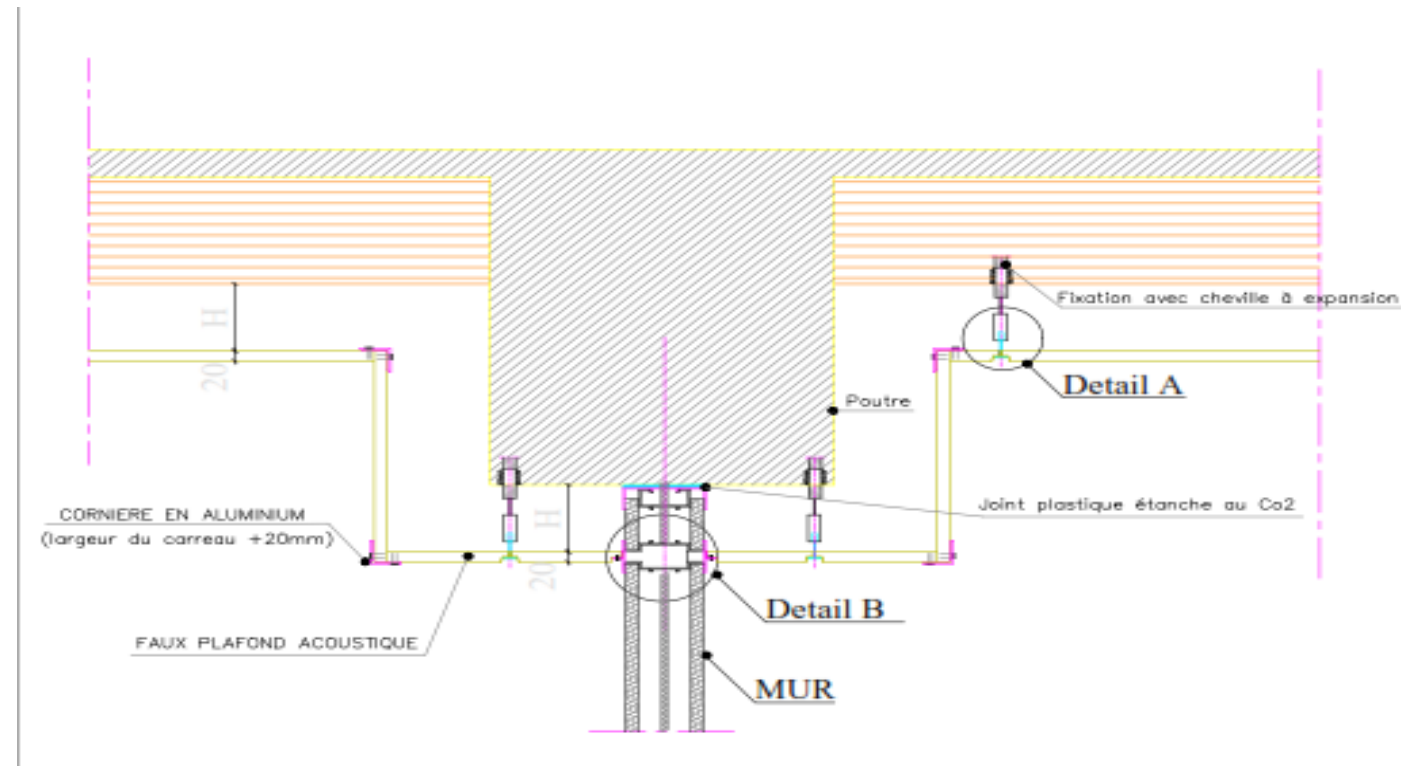 Fixation avec cheville à expansion
H
20
Detail A
Poutre
Joint plastique étanche au Co2
CORNIERE EN ALUMINIUM
(largeur du carreau +20mm)
H
20
Detail B
FAUX PLAFOND ACOUSTIQUE
MUR